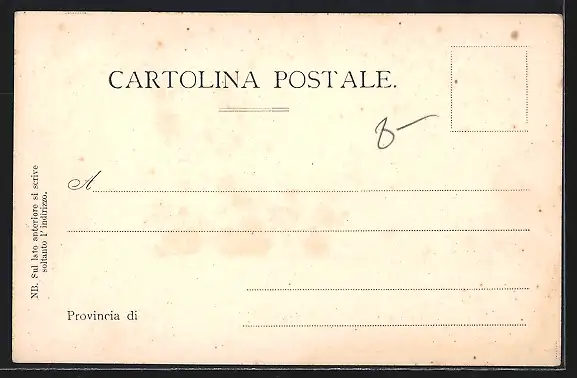 CARTOLINA POSTALE.
8-
A
Provincia di
NB. Sul lato anteriore si scrive
soltanto l'indirizzo.